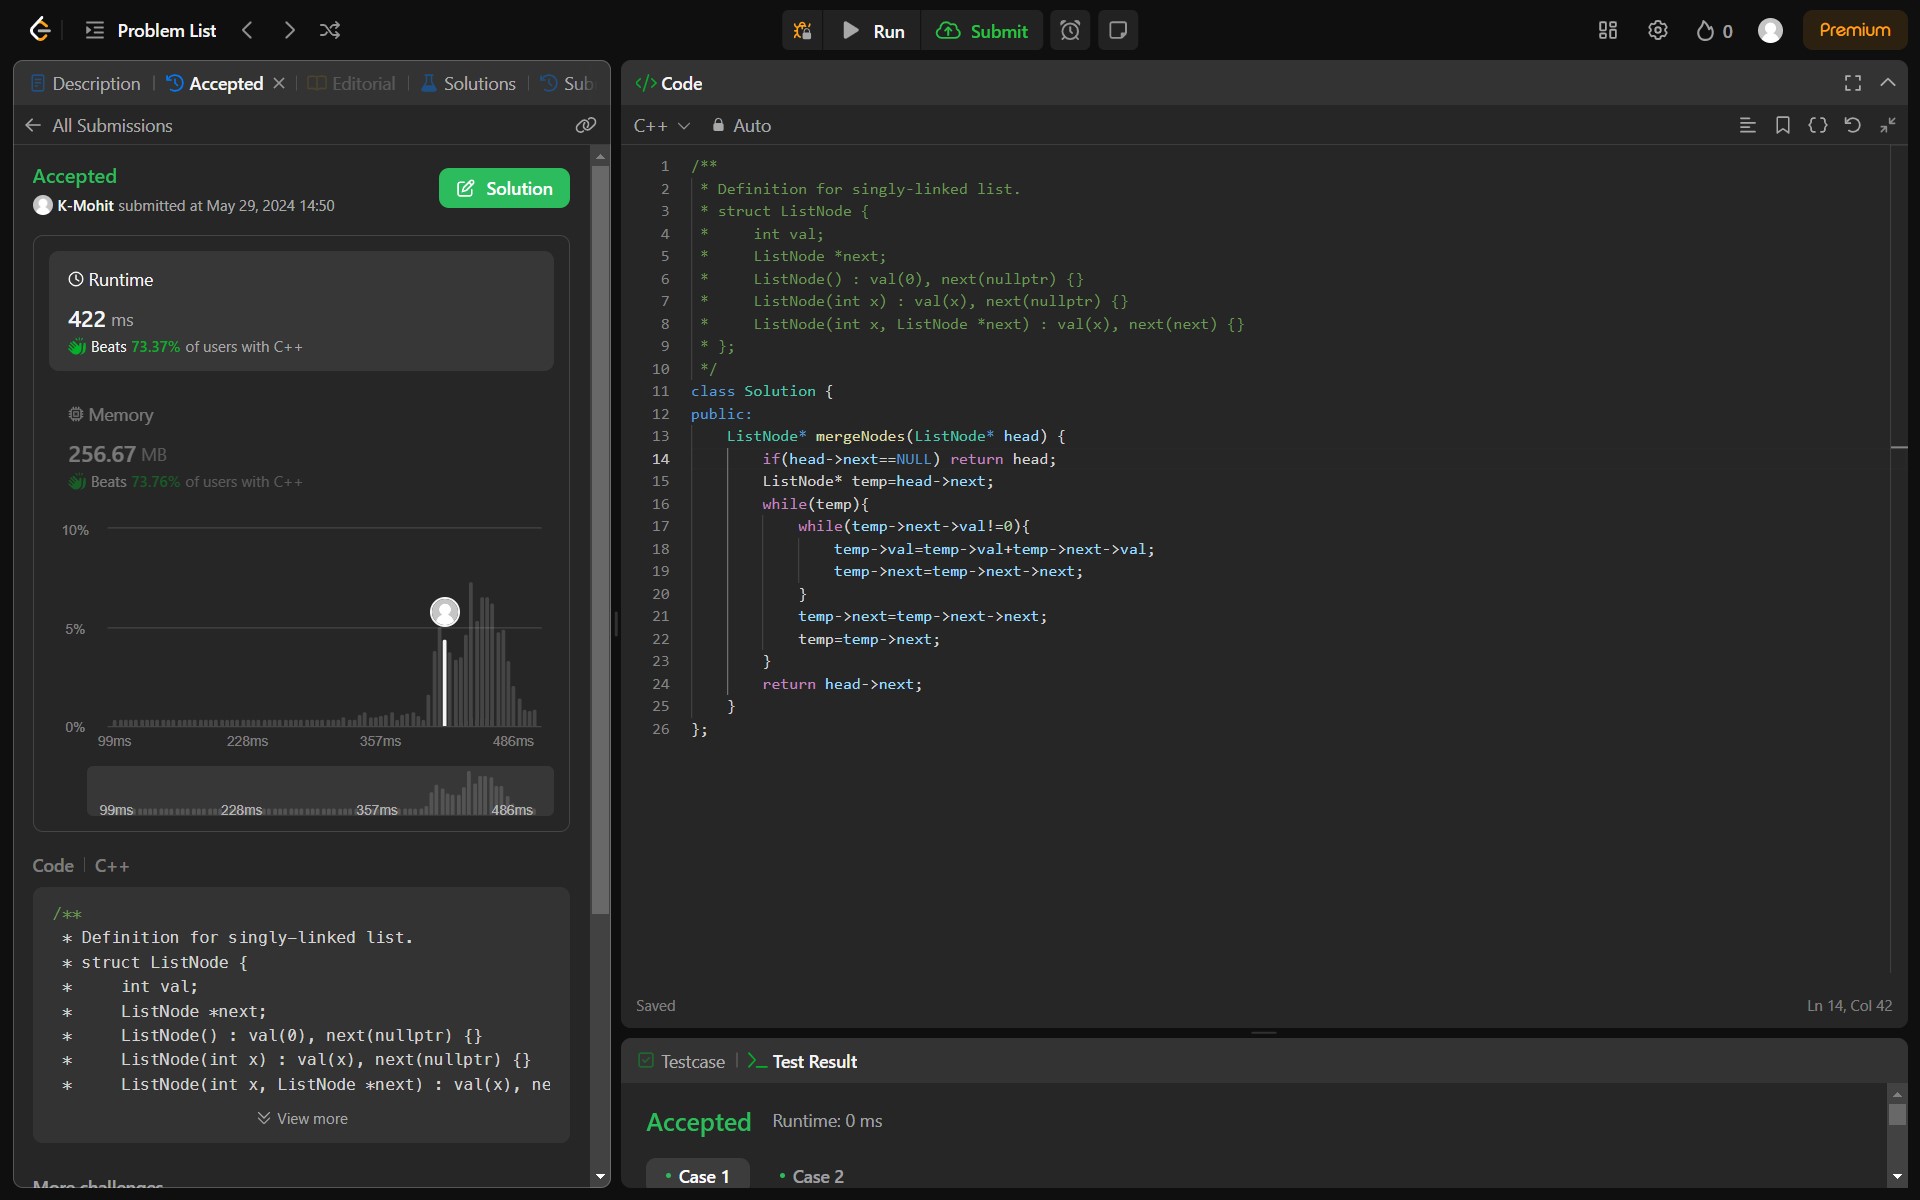 Problem List
Run
Submit
0
Premium
Description
Accepted
Editorial
Solutions
Sub
All Submissions
Accepted
K-Mohit submitted at May 29, 2024 14:50
Solution
Runtime
422 ms
Beats 73.37% of users with C++
Memory
256.67 MB
Beats 73.76% of users with C++
10%
5%
0%
99ms 228ms 357ms 486ms
99ms 228ms 357ms 486ms
Code | C++
/**
* Definition for singly-linked list.
* struct ListNode {
* int val;
* ListNode *next;
* ListNode() : val(0), next(nullptr) {}
* ListNode(int x) : val(x), next(nullptr) {}
* ListNode(int x, ListNode *next) : val(x), ne
View more
More challenges
</> Code
C++ Auto
1 /**
2 * Definition for singly-linked list.
3 * struct ListNode {
4 * int val;
5 * ListNode *next;
6 * ListNode() : val(0), next(nullptr) {}
7 * ListNode(int x) : val(x), next(nullptr) {}
8 * ListNode(int x, ListNode *next) : val(x), next(next) {}
9 * };
10 */
11 class Solution {
12 public:
13 ListNode* mergeNodes(ListNode* head) {
14 if(head->next==NULL) return head;
15 ListNode* temp=head->next;
16 while(temp){
17 while(temp->next->val!=0){
18 temp->val=temp->val+temp->next->val;
19 temp->next=temp->next->next;
20 }
21 temp->next=temp->next->next;
22 temp=temp->next;
23 }
24 return head->next;
25 }
26 };
Saved
Ln 14, Col 42
Testcase
Test Result
Accepted Runtime: 0 ms
Case 1
Case 2